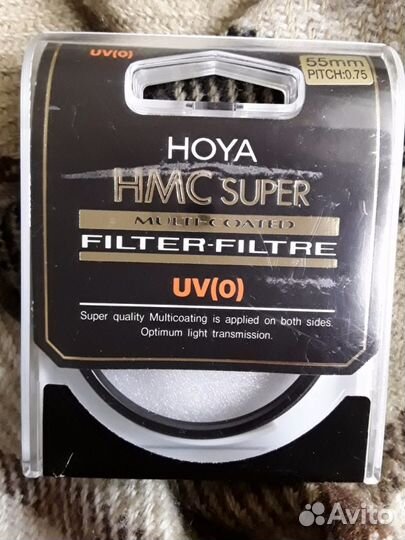 UV(0)
55mm
PITCH:0.75
HOYA
HMC SUPER
MULTI-COATED
FILTER-FILTRE
UV(0)
Super quality Multicoating is applied on both sides.
Optimum light transmission.
Avito